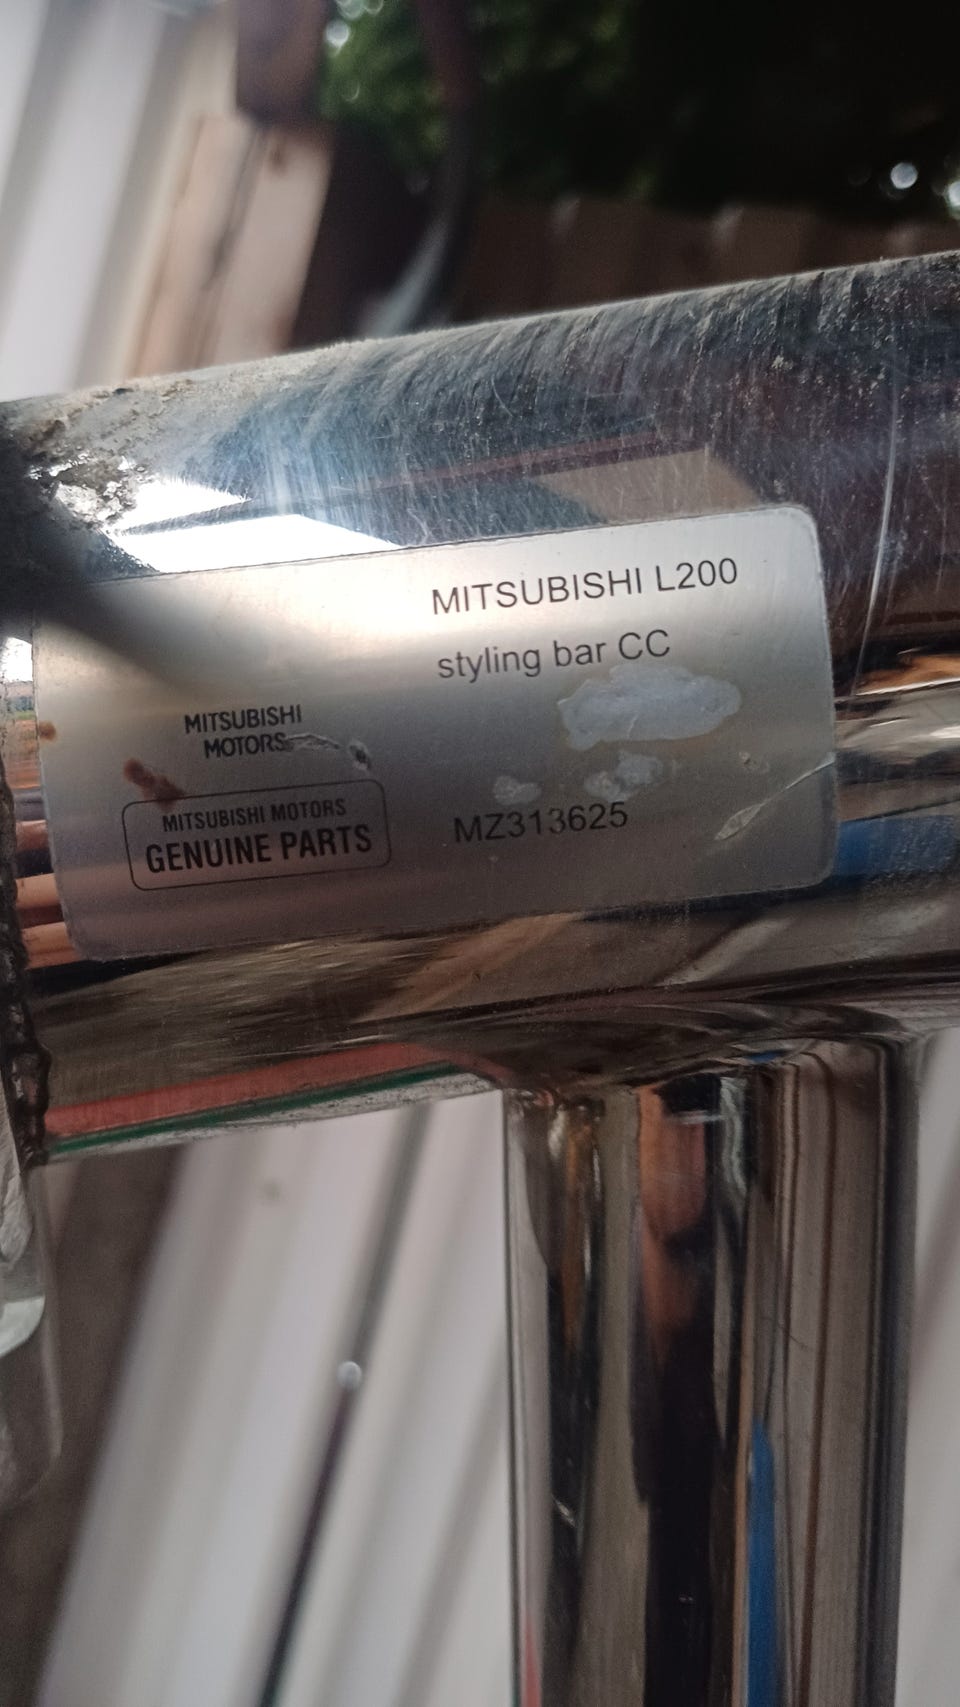 MITSUBISHI L200
styling bar CC
MITSUBISHI
MOTORS
MITSUBISHI MOTORS
GENUINE PARTS
MZ313625